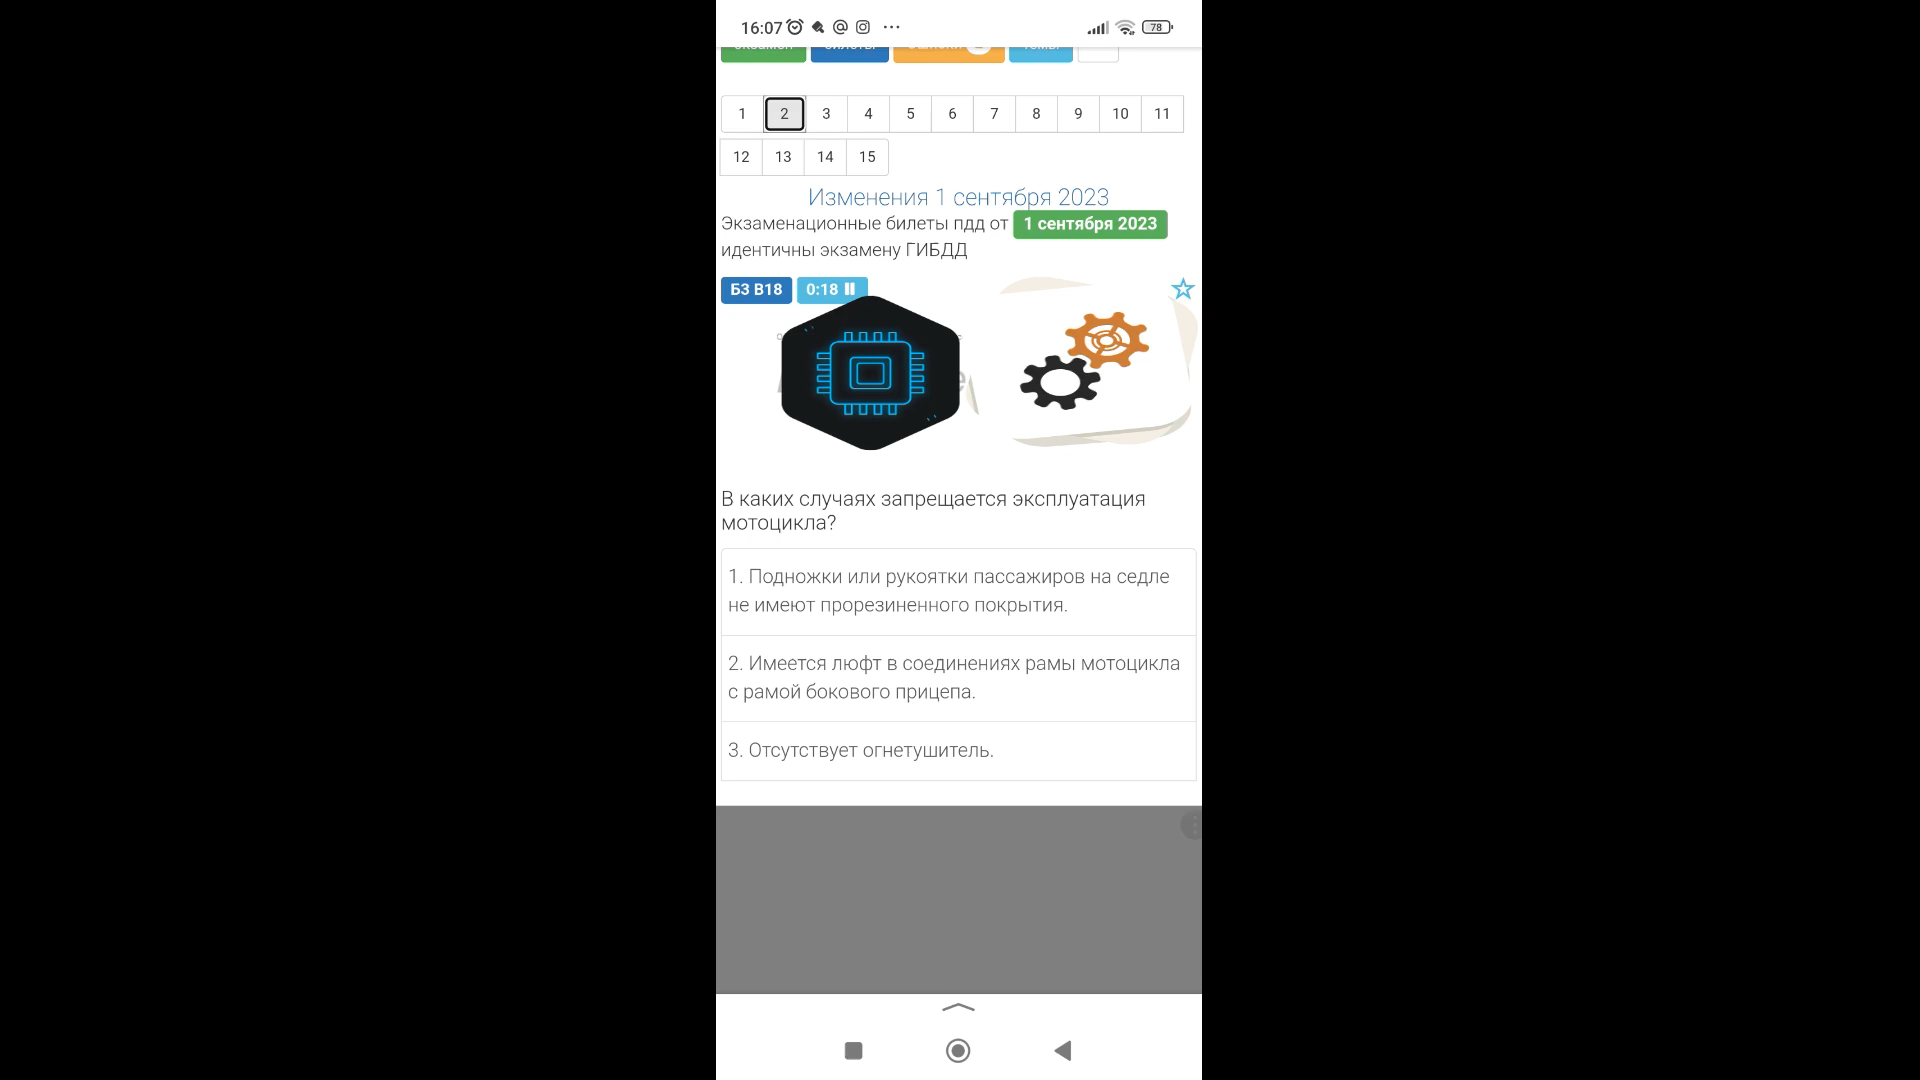 16:07 @ ... 78
1 2 3 4 5 6 7 8 9 10 11
12 13 14 15
Изменения 1 сентября 2023
Экзаменационные билеты пдд от 1 сентября 2023
идентичны экзамену ГИБДД
Б3 В18 0:18
В каких случаях запрещается эксплуатация
мотоцикла?
1. Подножки или рукоятки пассажиров на седле
не имеют прорезиненного покрытия.
2. Имеется люфт в соединениях рамы мотоцикла
с рамой бокового прицепа.
3. Отсутствует огнетушитель.